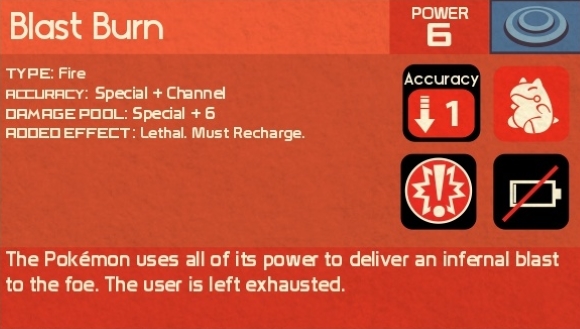 Blast Burn
POWER
6
TYPE: Fire
ACCURACY: Special + Channel
DAMAGE POOL: Special + 6
ADDED EFFECT: Lethal. Must Recharge.
Accuracy
1
The Pokémon uses all of its power to deliver an infernal blast
to the foe. The user is left exhausted.